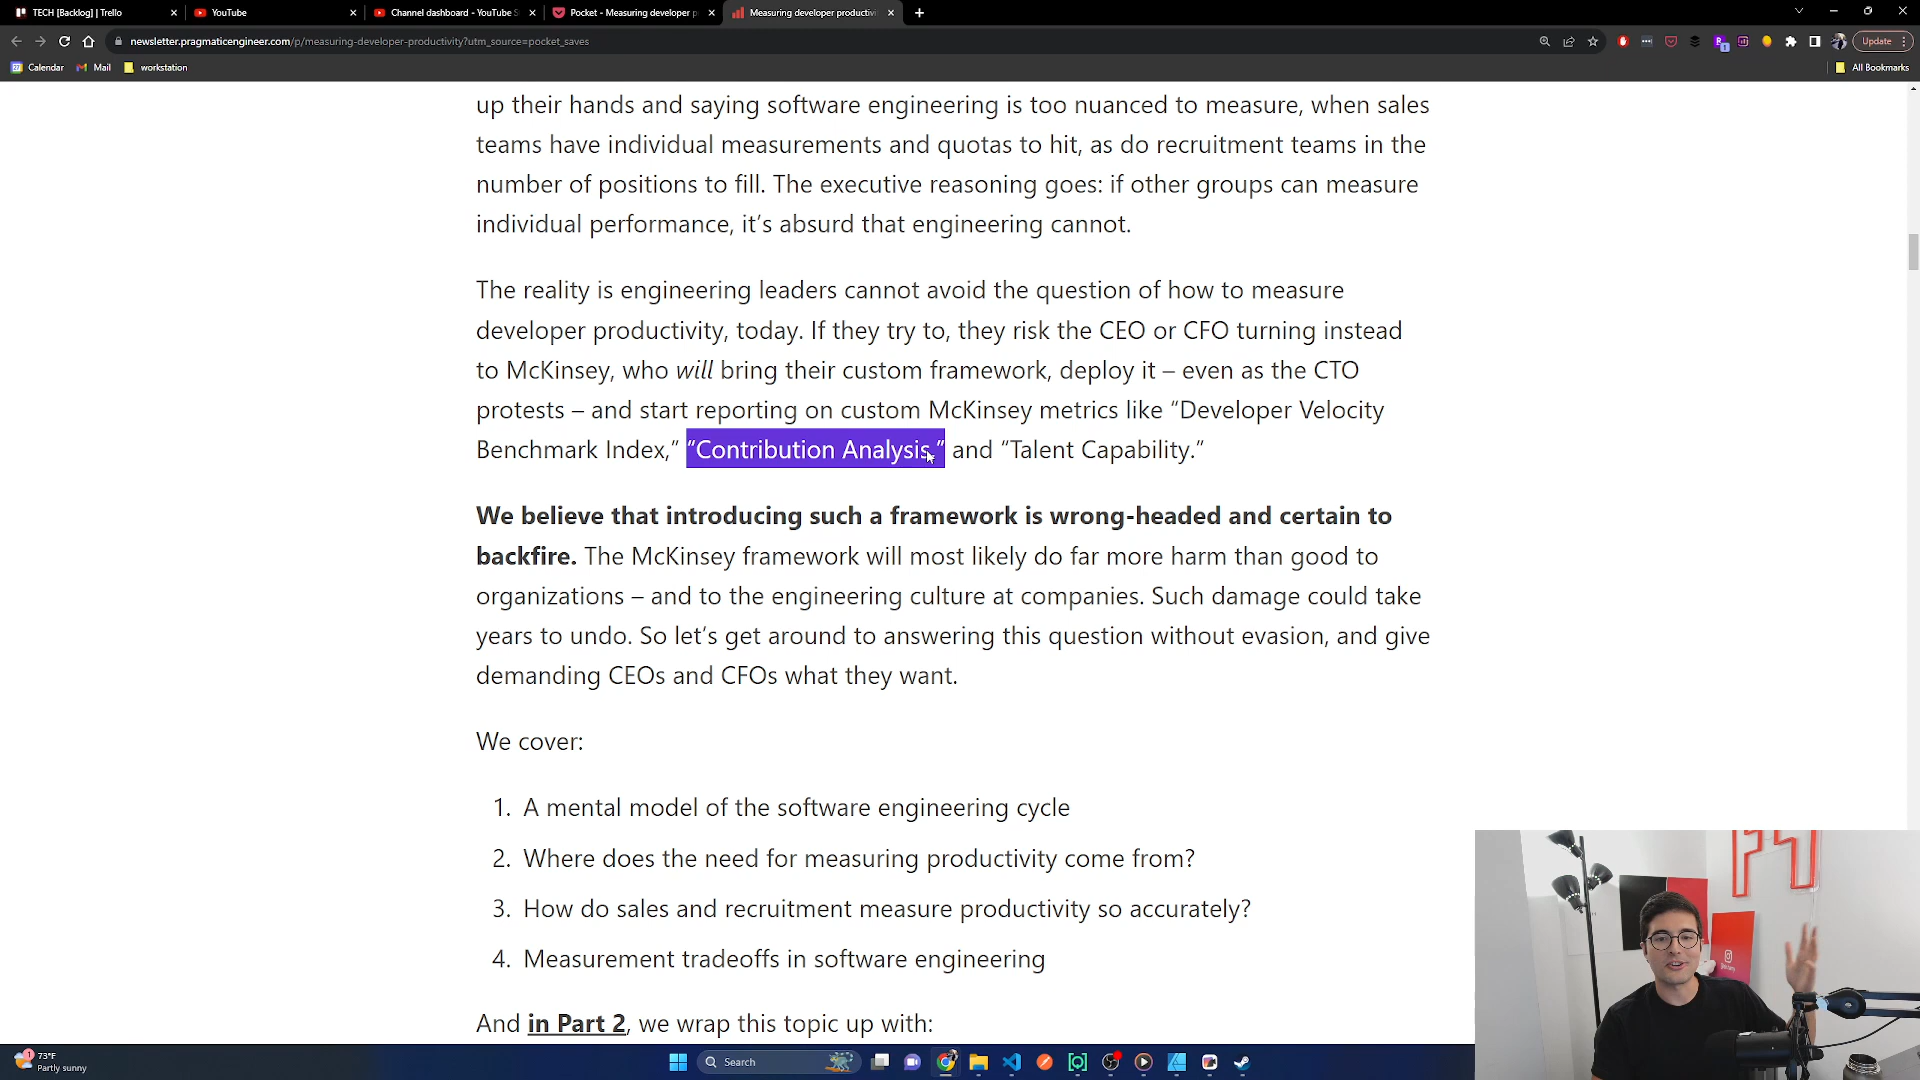 TECH [Backlog] | Trello
YouTube
Channel dashboard - YouTube S
Pocket - Measuring developer p
Measuring developer productivi
newsletter.pragmaticengineer.com/p/measuring-developer-productivity?utm_source=pocket_saves
Update
Calendar
Mail
workstation
All Bookmarks
up their hands and saying software engineering is too nuanced to measure, when sales
teams have individual measurements and quotas to hit, as do recruitment teams in the
number of positions to fill. The executive reasoning goes: if other groups can measure
individual performance, it’s absurd that engineering cannot.
The reality is engineering leaders cannot avoid the question of how to measure
developer productivity, today. If they try to, they risk the CEO or CFO turning instead
to McKinsey, who will bring their custom framework, deploy it – even as the CTO
protests – and start reporting on custom McKinsey metrics like “Developer Velocity
Benchmark Index,” “Contribution Analysis,” and “Talent Capability.”
We believe that introducing such a framework is wrong-headed and certain to
backfire. The McKinsey framework will most likely do far more harm than good to
organizations – and to the engineering culture at companies. Such damage could take
years to undo. So let’s get around to answering this question without evasion, and give
demanding CEOs and CFOs what they want.
We cover:
1. A mental model of the software engineering cycle
2. Where does the need for measuring productivity come from?
3. How do sales and recruitment measure productivity so accurately?
4. Measurement tradeoffs in software engineering
And in Part 2, we wrap this topic up with:
1
73°F
Partly sunny
Search